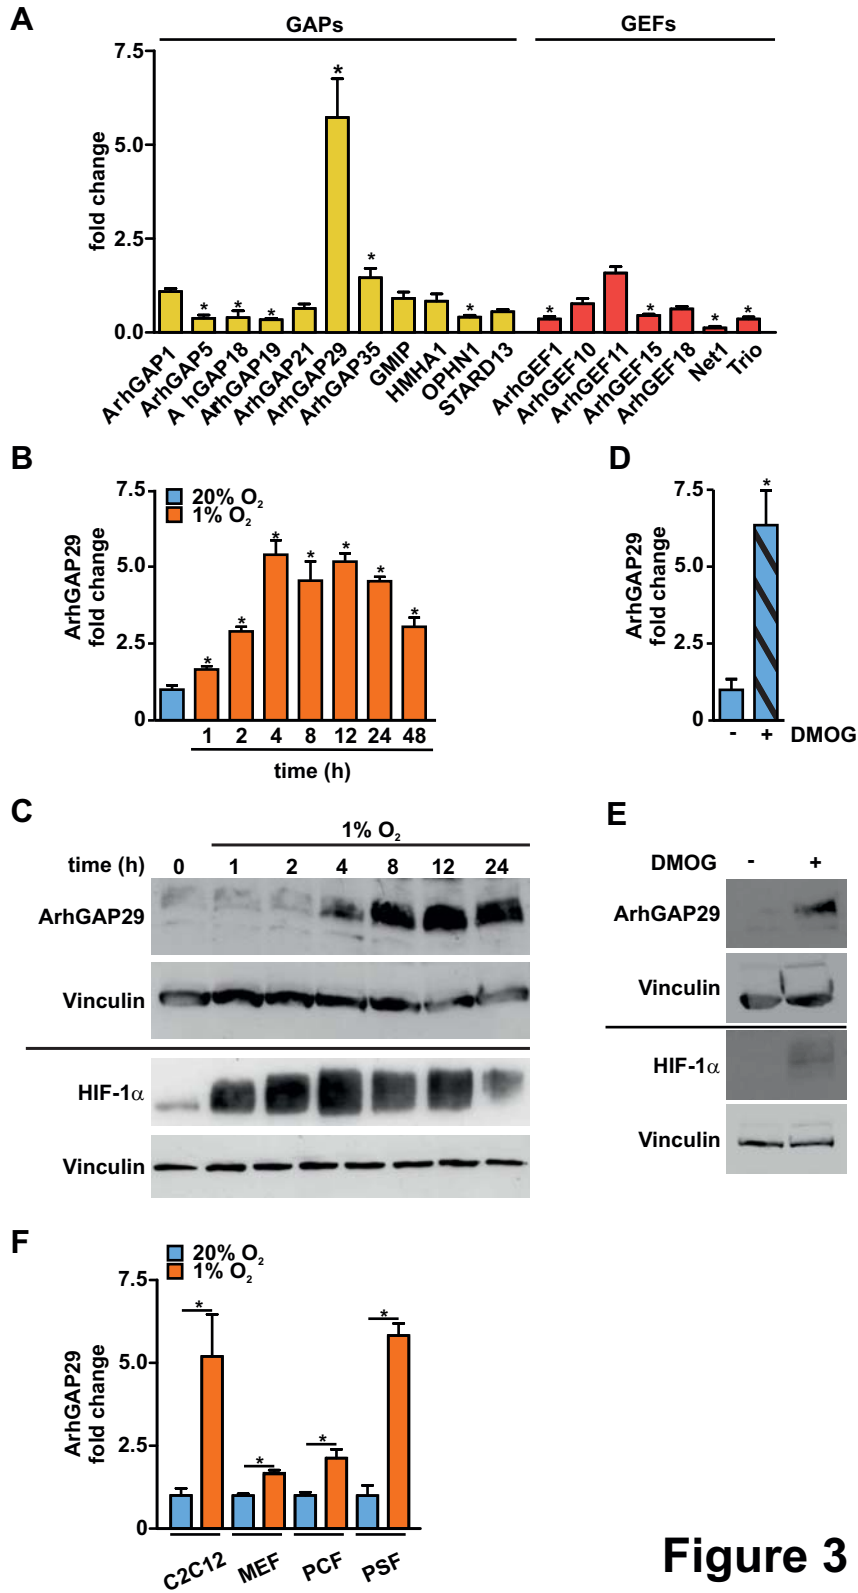 A
GAPs
GEFs
7.5
5.0
2.5
0.0
fold change
* * * * * * * * * * *
ArhGAP1
ArhGAP5
A hGAP18
ArhGAP19
ArhGAP21
ArhGAP29
ArhGAP35
GMIP
HMHA1
OPHN1
STARD13
ArhGEF1
ArhGEF10
ArhGEF11
ArhGEF15
ArhGEF18
Net1
Trio
B
20% O2
1% O2
7.5
5.0
2.5
0
ArhGAP29
fold change
* * * * * * *
1 2 4 8 12 24 48
time (h)
D
7.5
5.0
2.5
0
ArhGAP29
fold change
*
- + DMOG
C
1% O2
time (h) 0 1 2 4 8 12 24
ArhGAP29
Vinculin
HIF-1α
Vinculin
E
DMOG - +
ArhGAP29
Vinculin
HIF-1α
Vinculin
F
20% O2
1% O2
7.5
5.0
2.5
0
ArhGAP29
fold change
* * * *
C2C12
MEF
PCF
PSF
Figure 3